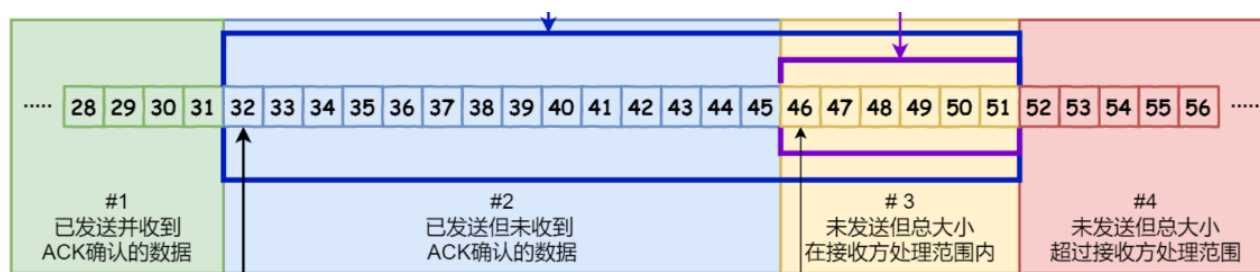 ..... 28 29 30 31 32 33 34 35 36 37 38 39 40 41 42 43 44 45 46 47 48 49 50 51 52 53 54 55 56 .....
#1
已发送并收到
ACK确认的数据
#2
已发送但未收到
ACK确认的数据
# 3
未发送但总大小
在接收方处理范围内
#4
未发送但总大小
超过接收方处理范围